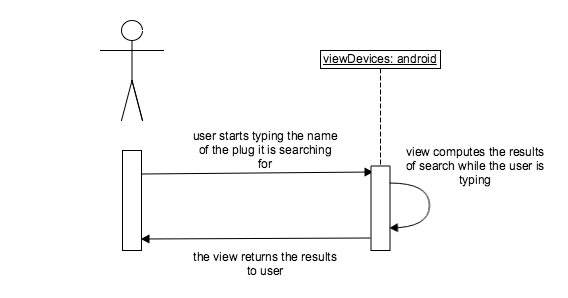 viewDevices: android
user starts typing the name
of the plug it is searching
for
view computes the results
of search while the user is
typing
the view returns the results
to user